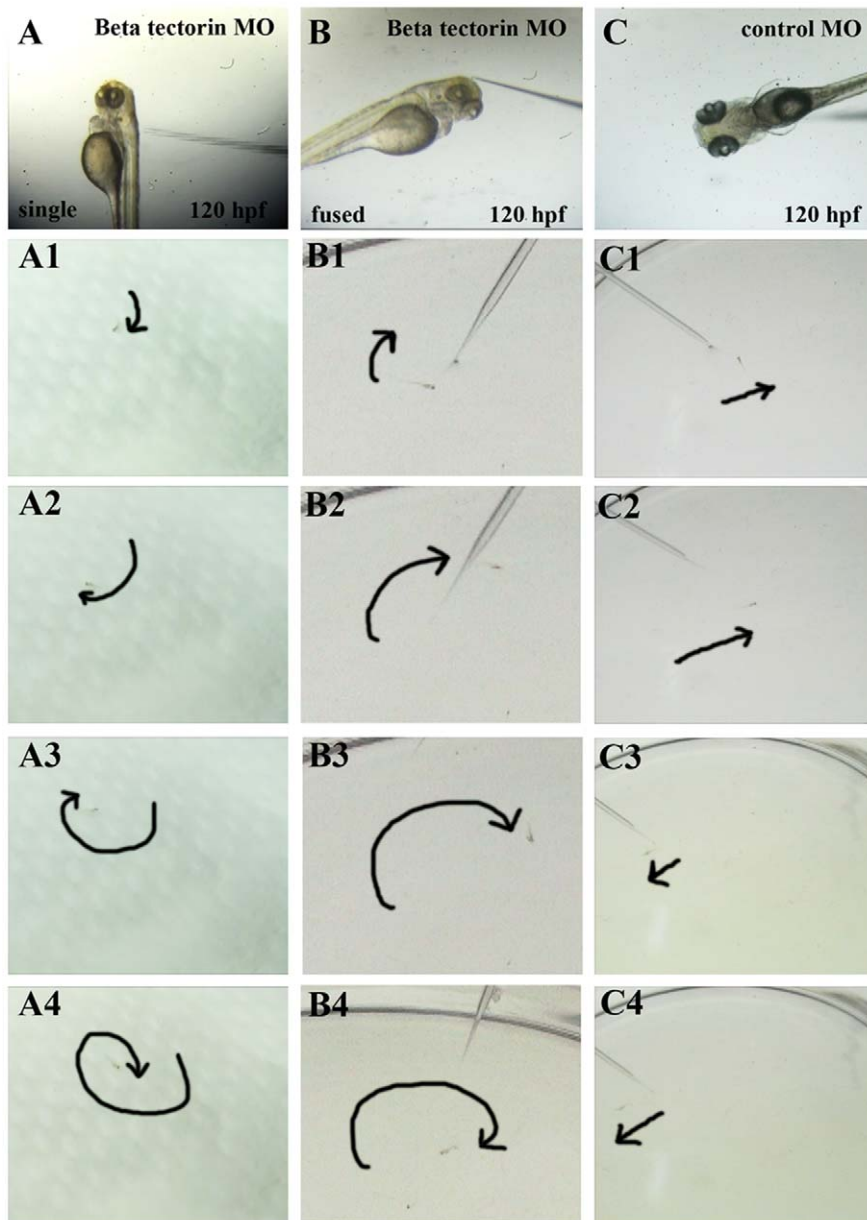 A Beta tectorin MO
single 120 hpf
B Beta tectorin MO
fused 120 hpf
C control MO
120 hpf
A1 B1 C1
A2 B2 C2
A3 B3 C3
A4 B4 C4